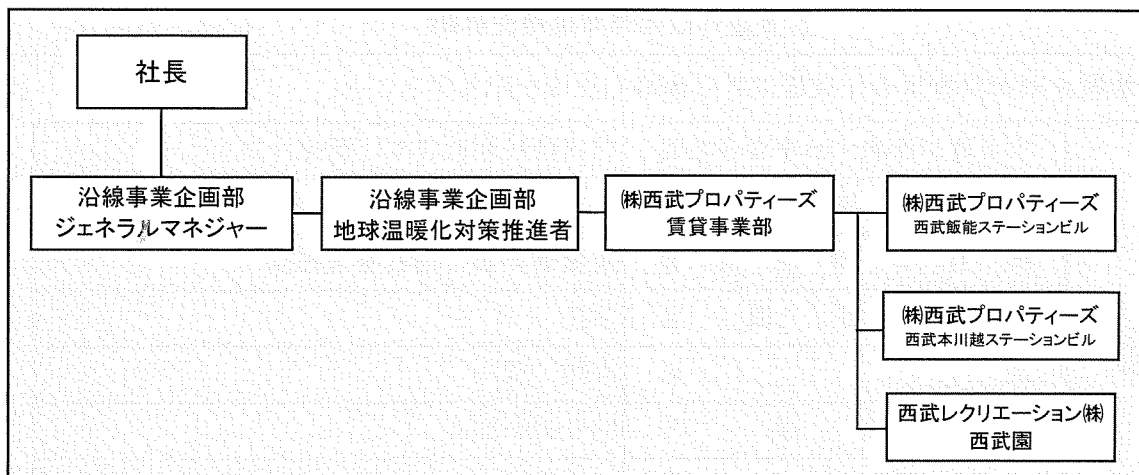 社長
沿線事業企画部
ジェネラルマネジャー
沿線事業企画部
地球温暖化対策推進者
㈱西武プロパティーズ
賃貸事業部
㈱西武プロパティーズ
西武飯能ステーションビル
㈱西武プロパティーズ
西武本川越ステーションビル
西武レクリエーション㈱
西武園